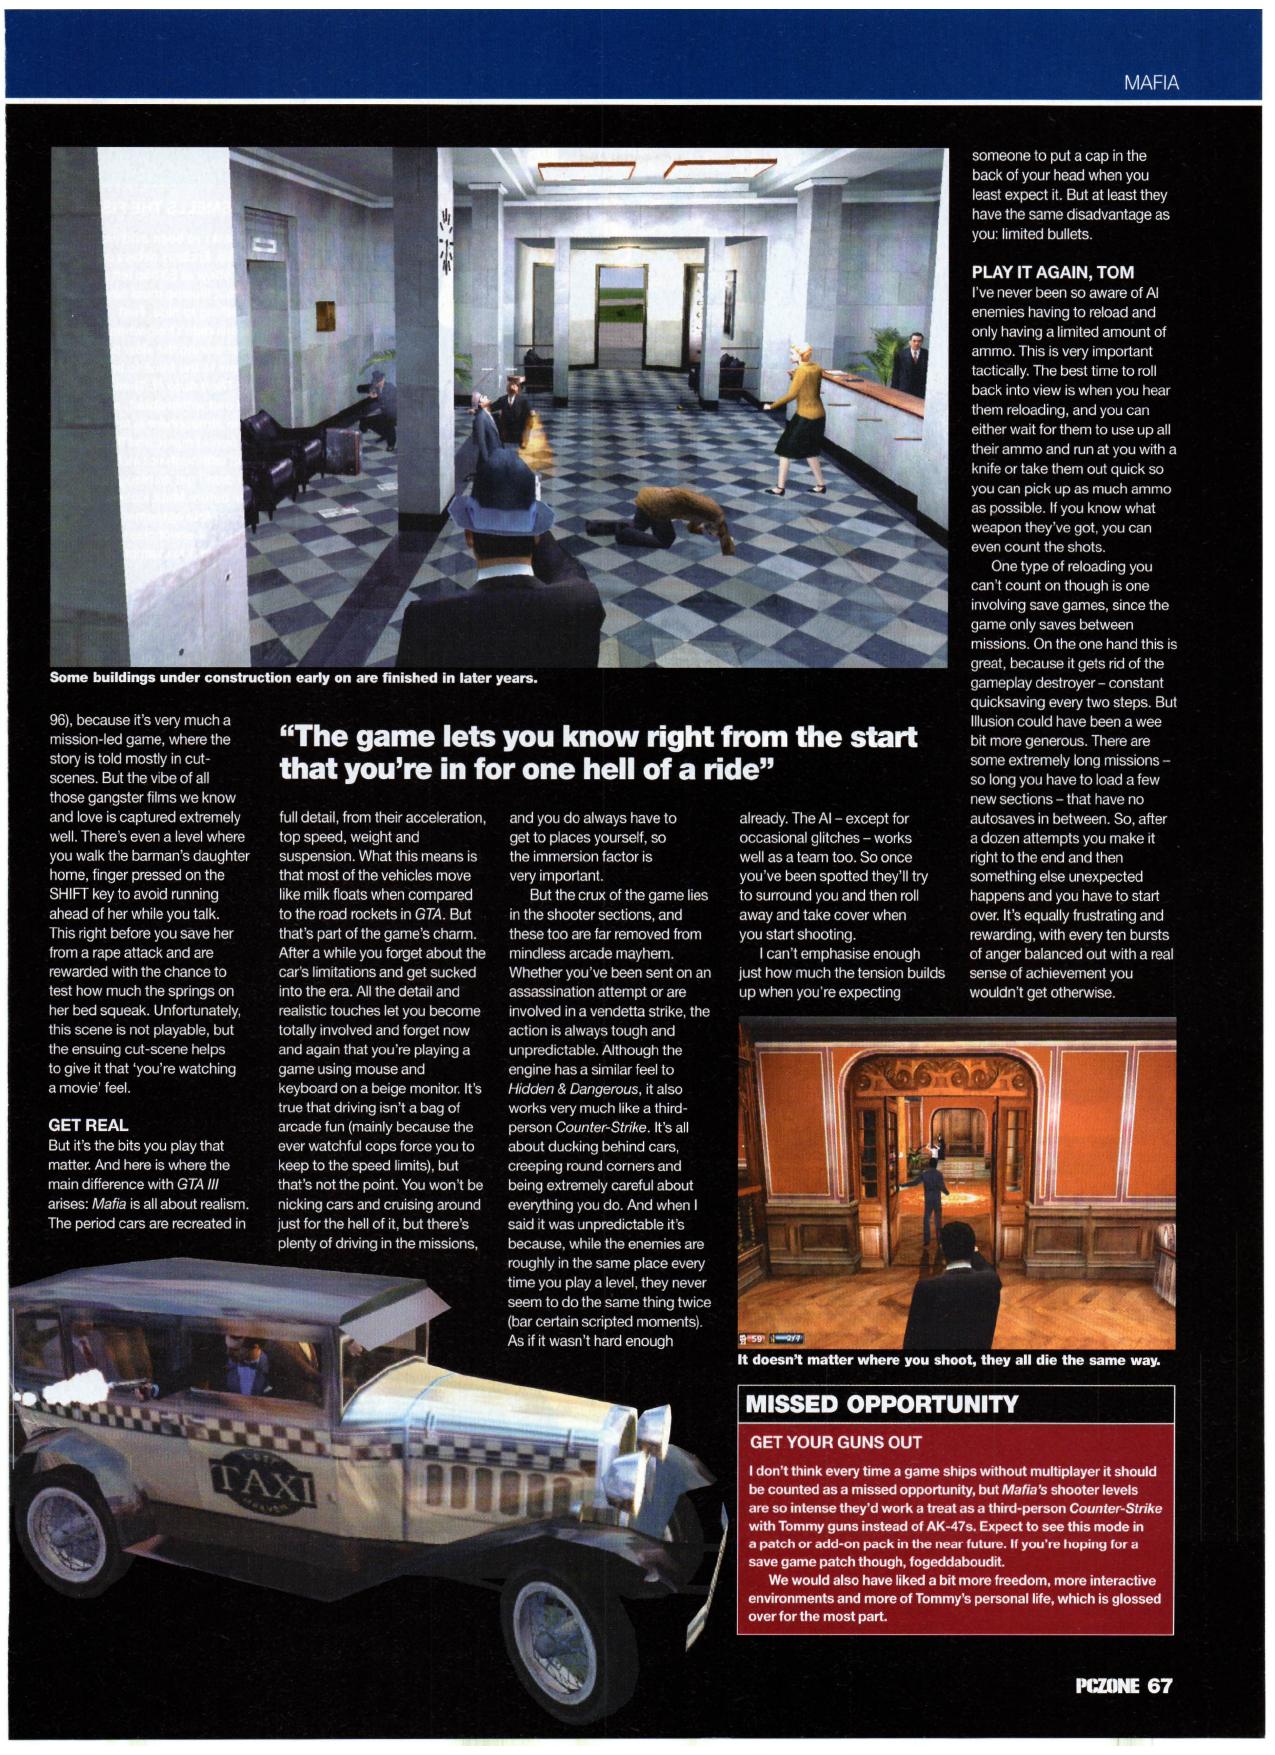 MAFIA
Some buildings under construction early on are finished in later years.
96), because it's very much a
mission-led game, where the
story is told mostly in cut-
scenes. But the vibe of all
those gangster films we know
and love is captured extremely
well. There's even a level where
you walk the barman's daughter
home, finger pressed on the
SHIFT key to avoid running
ahead of her while you talk.
This right before you save her
from a rape attack and are
rewarded with the chance to
test how much the springs on
her bed squeak. Unfortunately,
this scene is not playable, but
the ensuing cut-scene helps
to give it that 'you're watching
a movie' feel.
GET REAL
But it's the bits you play that
matter. And here is where the
main difference with GTA III
arises: Mafia is all about realism.
The period cars are recreated in
"The game lets you know right from the start
that you're in for one hell of a ride"
full detail, from their acceleration,
top speed, weight and
suspension. What this means is
that most of the vehicles move
like milk floats when compared
to the road rockets in GTA. But
that's part of the game's charm.
After a while you forget about the
car's limitations and get sucked
into the era. All the detail and
realistic touches let you become
totally involved and forget now
and again that you're playing a
game using mouse and
keyboard on a beige monitor. It's
true that driving isn't a bag of
arcade fun (mainly because the
ever watchful cops force you to
keep to the speed limits), but
that's not the point. You won't be
nicking cars and cruising around
just for the hell of it, but there's
plenty of driving in the missions,
and you do always have to
get to places yourself, so
the immersion factor is
very important.
But the crux of the game lies
in the shooter sections, and
these too are far removed from
mindless arcade mayhem.
Whether you've been sent on an
assassination attempt or are
involved in a vendetta strike, the
action is always tough and
unpredictable. Although the
engine has a similar feel to
Hidden & Dangerous, it also
works very much like a third-
person Counter-Strike. It's all
about ducking behind cars,
creeping round corners and
being extremely careful about
everything you do. And when I
said it was unpredictable it's
because, while the enemies are
roughly in the same place every
time you play a level, they never
seem to do the same thing twice
(bar certain scripted moments).
As if it wasn't hard enough
already. The AI – except for
occasional glitches – works
well as a team too. So once
you've been spotted they'll try
to surround you and then roll
away and take cover when
you start shooting.
I can't emphasise enough
just how much the tension builds
up when you're expecting
someone to put a cap in the
back of your head when you
least expect it. But at least they
have the same disadvantage as
you: limited bullets.
PLAY IT AGAIN, TOM
I've never been so aware of AI
enemies having to reload and
only having a limited amount of
ammo. This is very important
tactically. The best time to roll
back into view is when you hear
them reloading, and you can
either wait for them to use up all
their ammo and run at you with a
knife or take them out quick so
you can pick up as much ammo
as possible. If you know what
weapon they've got, you can
even count the shots.
One type of reloading you
can't count on though is one
involving save games, since the
game only saves between
missions. On the one hand this is
great, because it gets rid of the
gameplay destroyer – constant
quicksaving every two steps. But
Illusion could have been a wee
bit more generous. There are
some extremely long missions –
so long you have to load a few
new sections – that have no
autosaves in between. So, after
a dozen attempts you make it
right to the end and then
something else unexpected
happens and you have to start
over. It's equally frustrating and
rewarding, with every ten bursts
of anger balanced out with a real
sense of achievement you
wouldn't get otherwise.
59 2/7
It doesn't matter where you shoot, they all die the same way.
TAXI
MISSED OPPORTUNITY
GET YOUR GUNS OUT
I don't think every time a game ships without multiplayer it should
be counted as a missed opportunity, but Mafia's shooter levels
are so intense they'd work a treat as a third-person Counter-Strike
with Tommy guns instead of AK-47s. Expect to see this mode in
a patch or add-on pack in the near future. If you're hoping for a
save game patch though, fogeddaboudit.
We would also have liked a bit more freedom, more interactive
environments and more of Tommy's personal life, which is glossed
over for the most part.
PCZONE 67